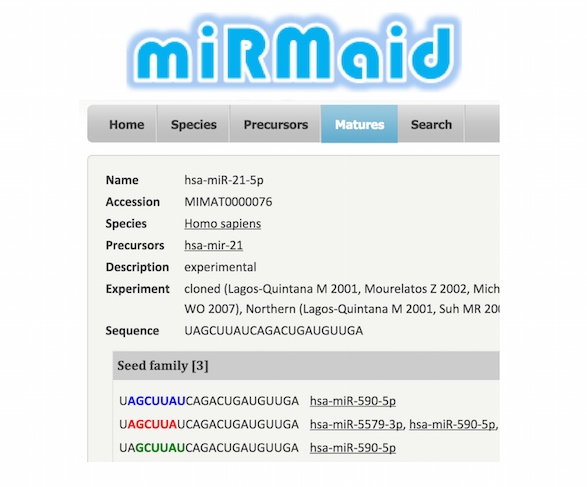 miRMaid
Home Species Precursors Matures Search
Name hsa-miR-21-5p
Accession MIMAT0000076
Species Homo sapiens
Precursors hsa-mir-21
Description experimental
Experiment cloned (Lagos-Quintana M 2001, Mourelatos Z 2002, Mich
WO 2007), Northern (Lagos-Quintana M 2001, Suh MR 200
Sequence UAGCUUAUCAGACUGAUGUUGA
Seed family [3]
UAGCUUAUCAGACUGAUGUUGA hsa-miR-590-5p
UAGCUUAUCAGACUGAUGUUGA hsa-miR-5579-3p, hsa-miR-590-5p,
UAGCUUAUCAGACUGAUGUUGA hsa-miR-590-5p